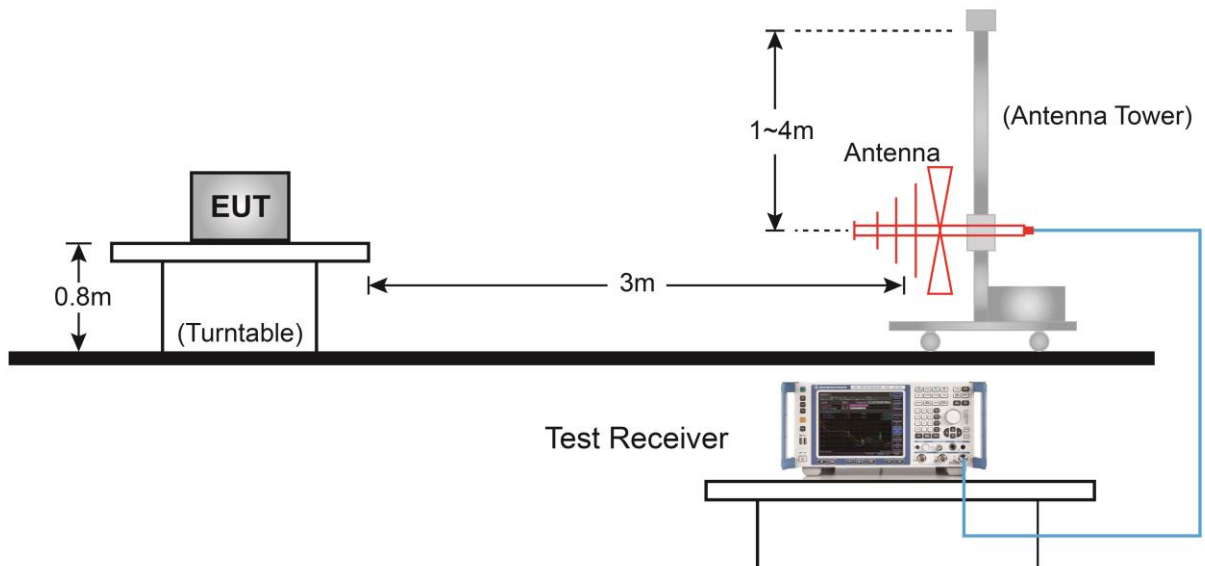 1~4m
(Antenna Tower)
Antenna
EUT
0.8m
3m
(Turntable)
Test Receiver